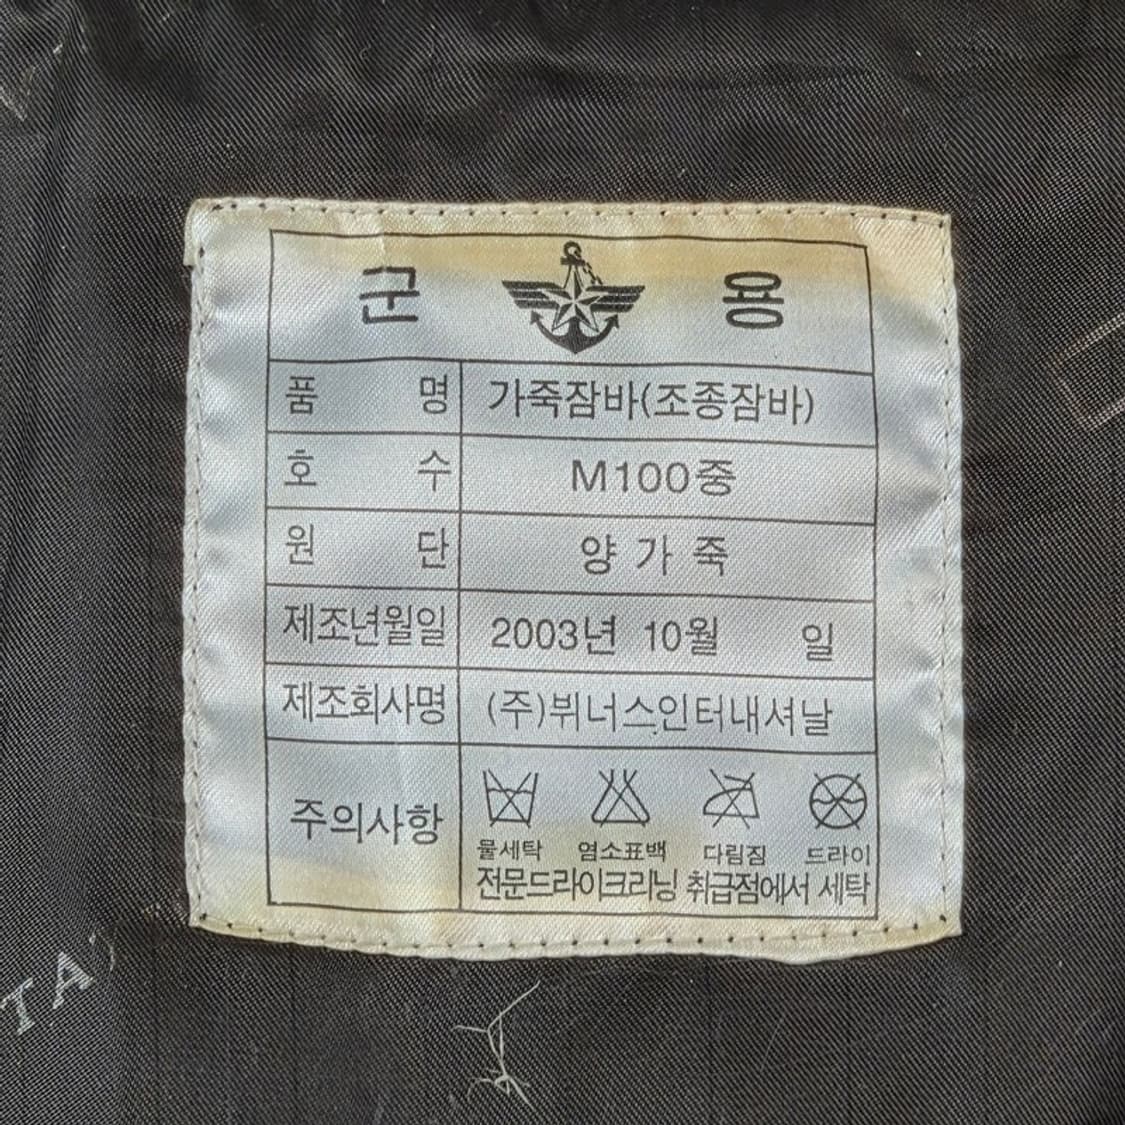 군 용
품 명 가죽잠바(조종잠바)
호 수 M100중
원 단 양 가 죽
제조년월일 2003년 10월 일
제조회사명 (주)뷔너스인터내셔날
주의사항
물세탁 염소표백 다림질 드라이
전문드라이크리닝 취급점에서 세탁
TA